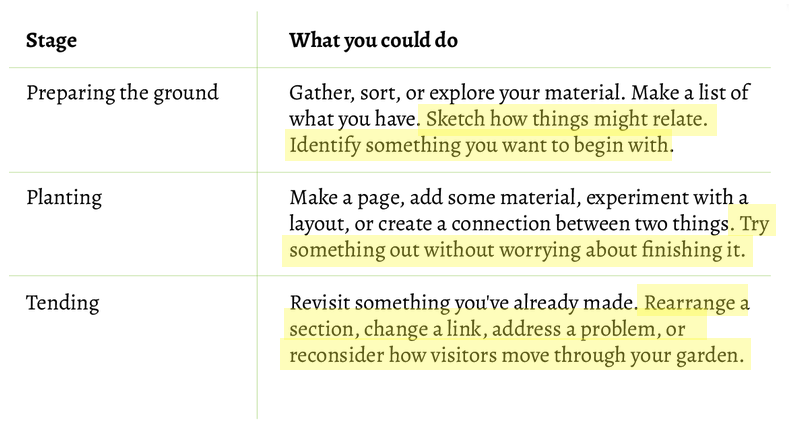 Stage
What you could do
Preparing the ground
Gather, sort, or explore your material. Make a list of
what you have. Sketch how things might relate.
Identify something you want to begin with.
Planting
Make a page, add some material, experiment with a
layout, or create a connection between two things. Try
something out without worrying about finishing it.
Tending
Revisit something you've already made. Rearrange a
section, change a link, address a problem, or
reconsider how visitors move through your garden.